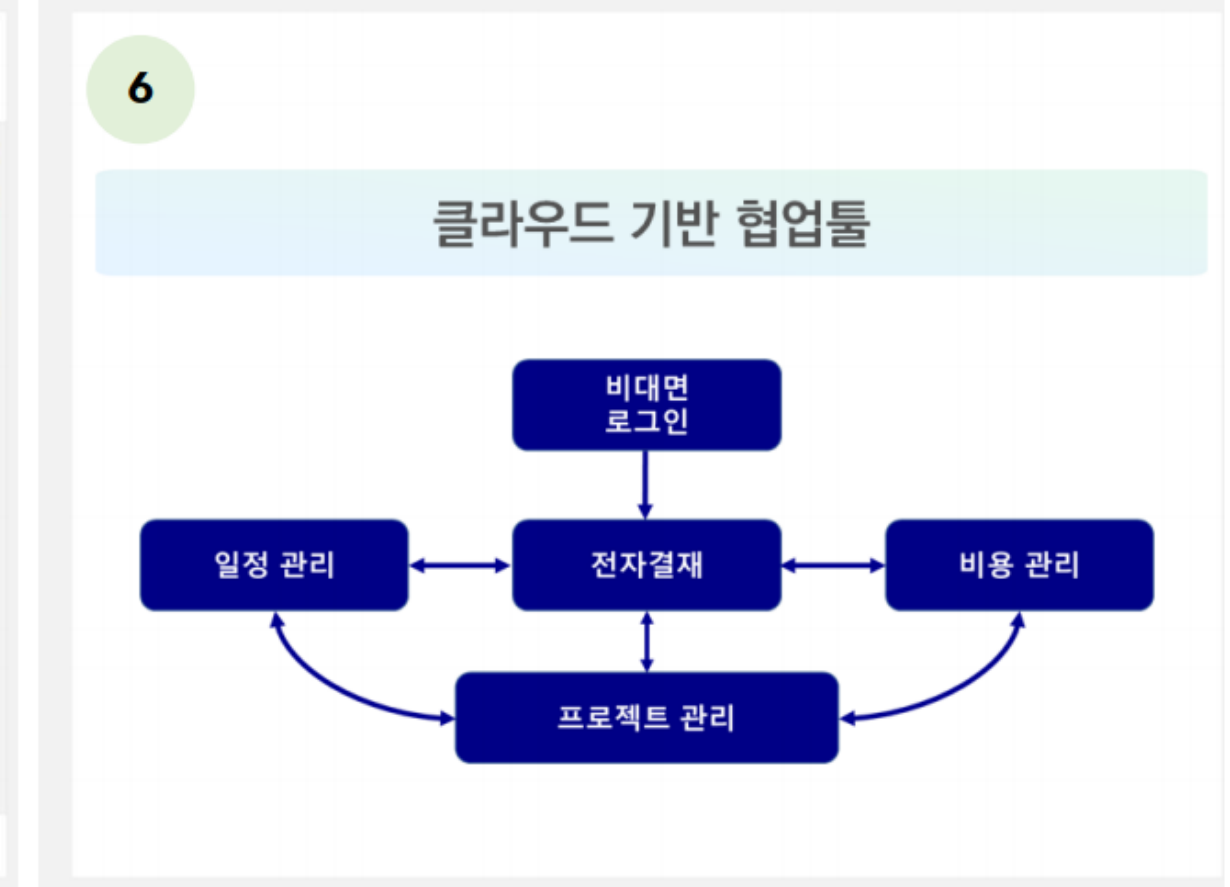 6
클라우드 기반 협업툴
비대면
로그인
일정 관리
전자결재
비용 관리
프로젝트 관리